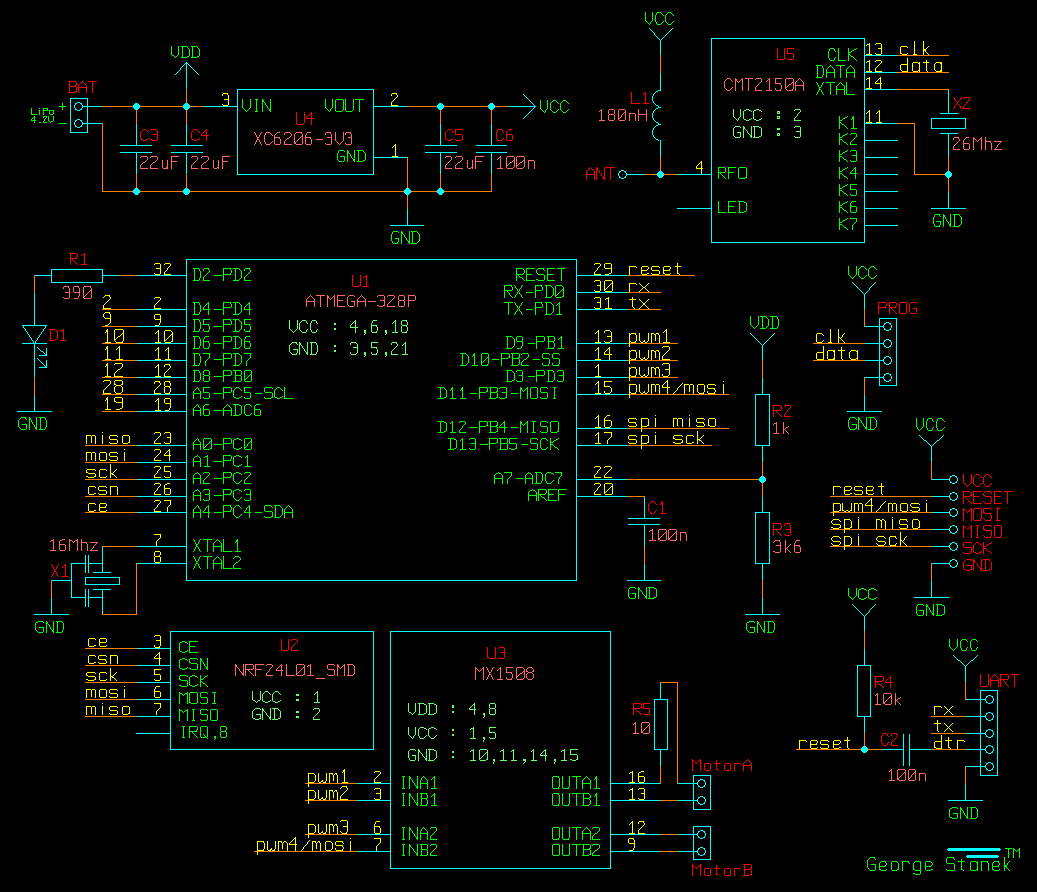 VDD
BAT
LiPo
4.2V
+
-
3
VIN
VOUT
2
VCC
U4
XC6206-3V3
GND
1
C3
22uF
C4
22uF
C5
22uF
C6
100n
GND
VCC
L1
180nH
ANT
4
RFO
LED
U5
CMT2150A
VCC : 2
GND : 3
CLK
13
clk
DATA
12
data
XTAL
14
K1
11
K2
K3
K4
K5
K6
K7
X2
26Mhz
GND
R1
390
D1
GND
U1
ATMEGA-328P
VCC : 4,6,18
GND : 3,5,21
32 D2-PD2
2 2 D4-PD4
9 9 D5-PD5
10 10 D6-PD6
11 11 D7-PD7
12 12 D8-PB0
28 28 A5-PC5-SCL
19 19 A6-ADC6
miso 23 A0-PC0
mosi 24 A1-PC1
sck 25 A2-PC2
csn 26 A3-PC3
ce 27 A4-PC4-SDA
7 XTAL1
8 XTAL2
16Mhz
X1
GND
RESET 29 reset
RX-PD0 30 rx
TX-PD1 31 tx
D9-PB1 13 pwm1
D10-PB2-SS 14 pwm2
D3-PD3 1 pwm3
D11-PB3-MOSI 15 pwm4/mosi
D12-PB4-MISO 16 spi miso
D13-PB5-SCK 17 spi sck
A7-ADC7 22
AREF 20
C1
100n
GND
VDD
R2
1k
R3
3k6
GND
VCC
PROG
clk
data
GND
VCC
VCC
reset RESET
pwm4/mosi MOSI
spi miso MISO
spi sck SCK
GND
GND
U2
NRF24L01_SMD
VCC : 1
GND : 2
ce 3 CE
csn 4 CSN
sck 5 SCK
mosi 6 MOSI
miso 7 MISO
IRQ,8
U3
MX1508
VDD : 4,8
VCC : 1,5
GND : 10,11,14,15
pwm1 2 INA1
pwm2 3 INB1
pwm3 6 INA2
pwm4/mosi 7 INB2
OUTA1 16
OUTB1 13
OUTA2 12
OUTB2 9
R5
10
MotorA
MotorB
VCC
R4
10k
reset
C2
100n
VCC
UART
rx
tx
dtr
GND
George Stanek TM